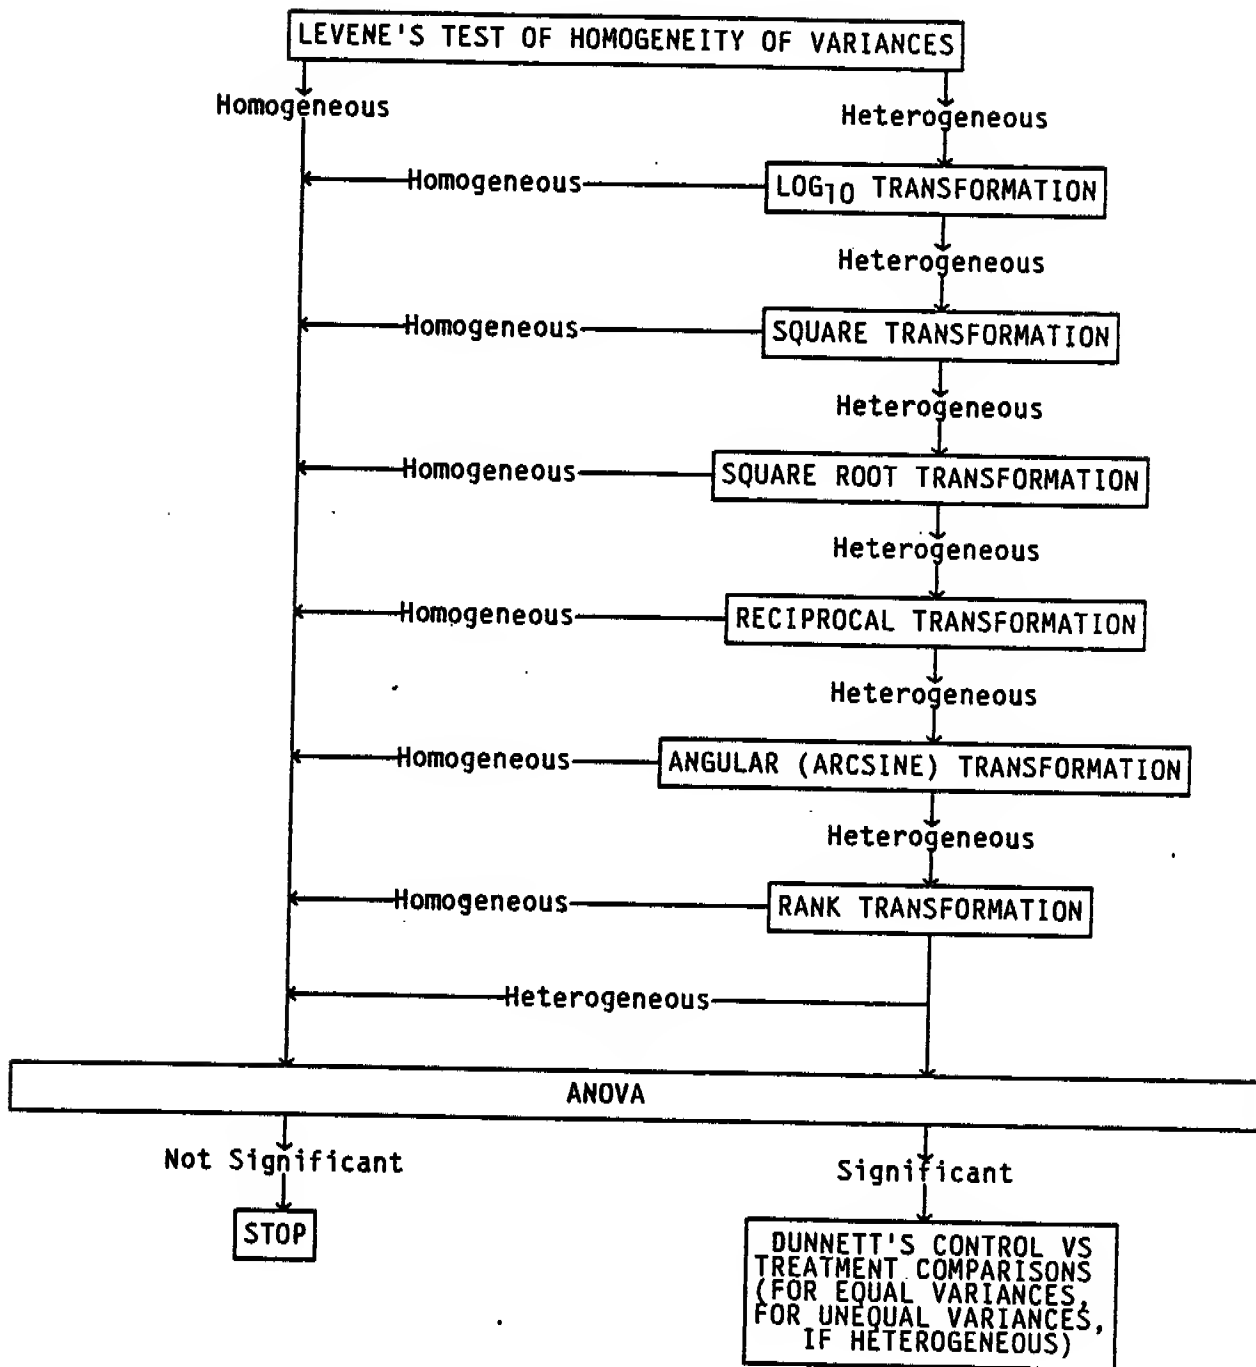 LEVENE'S TEST OF HOMOGENEITY OF VARIANCES
Homogeneous
Heterogeneous
Homogeneous
LOG10 TRANSFORMATION
Heterogeneous
Homogeneous
SQUARE TRANSFORMATION
Heterogeneous
Homogeneous
SQUARE ROOT TRANSFORMATION
Heterogeneous
Homogeneous
RECIPROCAL TRANSFORMATION
Heterogeneous
Homogeneous
ANGULAR (ARCSINE) TRANSFORMATION
Heterogeneous
Homogeneous
RANK TRANSFORMATION
Heterogeneous
ANOVA
Not Significant
Significant
STOP
DUNNETT'S CONTROL VS
TREATMENT COMPARISONS
(FOR EQUAL VARIANCES,
FOR UNEQUAL VARIANCES,
IF HETEROGENEOUS)